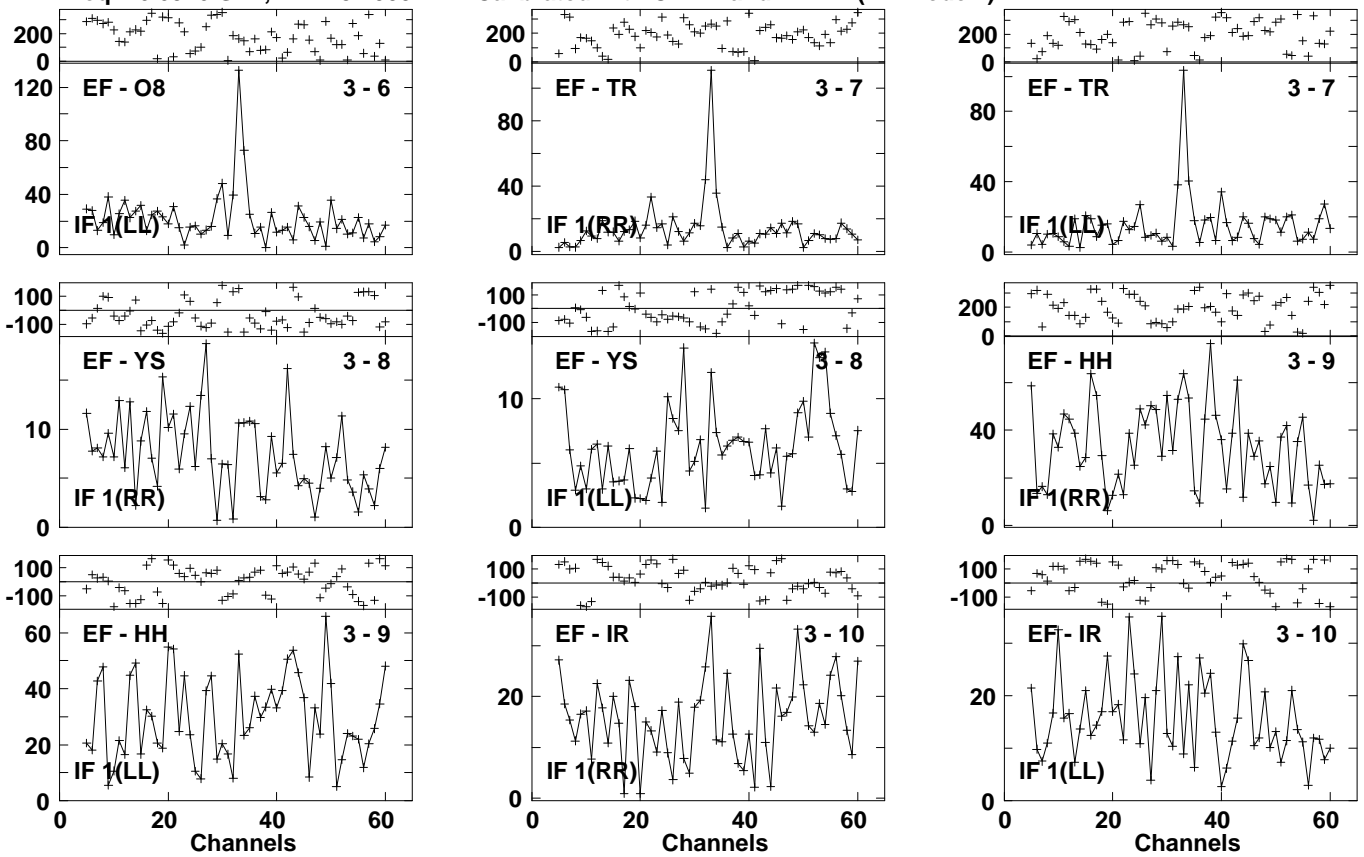 200
0
200
0
200
0
EF - O8 3 - 6
EF - TR 3 - 7
EF - TR 3 - 7
120
80
40
0
80
40
0
80
40
0
IF 1(LL)
IF 1(RR)
IF 1(LL)
100
-100
100
-100
200
0
EF - YS 3 - 8
EF - YS 3 - 8
EF - HH 3 - 9
10
0
10
0
40
0
IF 1(RR)
IF 1(LL)
IF 1(RR)
100
-100
100
-100
100
-100
EF - HH 3 - 9
EF - IR 3 - 10
EF - IR 3 - 10
60
40
20
0
20
0
20
0
IF 1(LL)
IF 1(RR)
IF 1(LL)
0 20 40 60
0 20 40 60
0 20 40 60
Channels
Channels
Channels